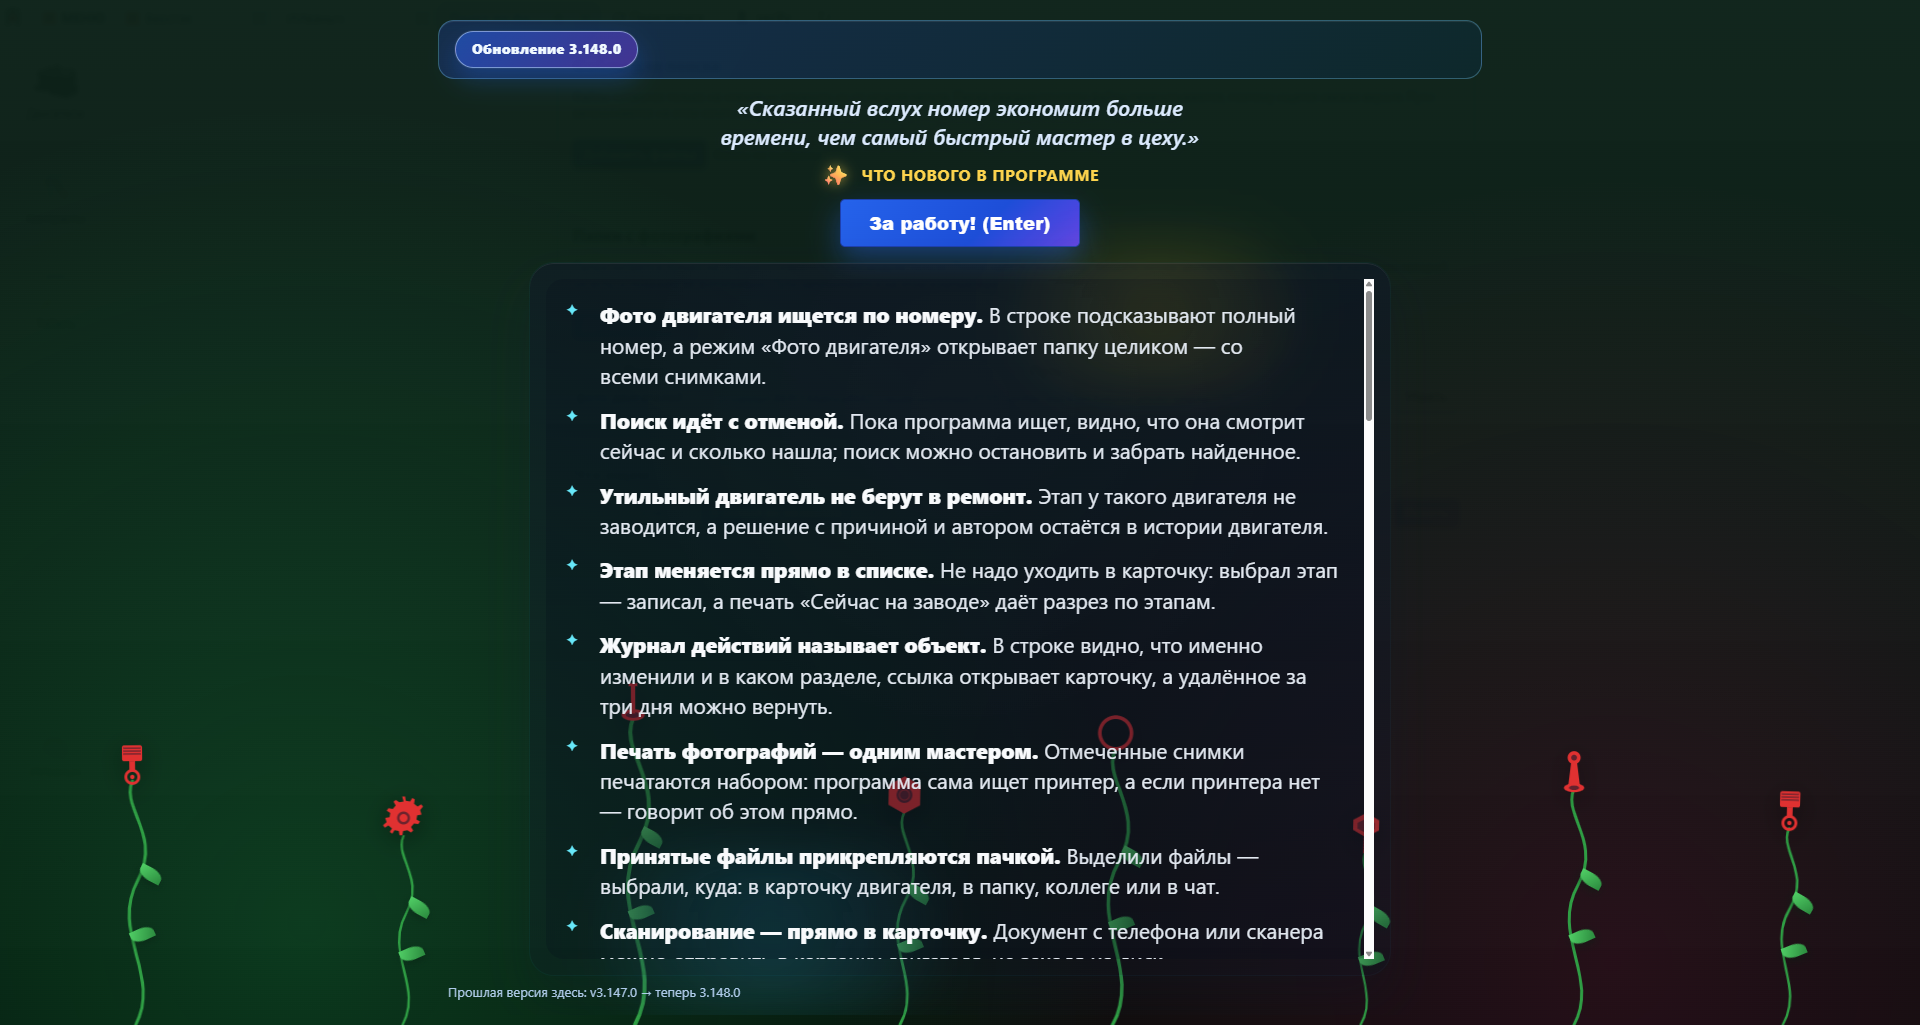 Обновление 3.148.0
«Сказанный вслух номер экономит больше
времени, чем самый быстрый мастер в цеху.»
ЧТО НОВОГО В ПРОГРАММЕ
За работу! (Enter)
Фото двигателя ищется по номеру. В строке подсказывают полный
номер, а режим «Фото двигателя» открывает папку целиком — со
всеми снимками.
Поиск идёт с отменой. Пока программа ищет, видно, что она смотрит
сейчас и сколько нашла; поиск можно остановить и забрать найденное.
Утильный двигатель не берут в ремонт. Этап у такого двигателя не
заводится, а решение с причиной и автором остаётся в истории двигателя.
Этап меняется прямо в списке. Не надо уходить в карточку: выбрал этап
— записал, а печать «Сейчас на заводе» даёт разрез по этапам.
Журнал действий называет объект. В строке видно, что именно
изменили и в каком разделе, ссылка открывает карточку, а удалённое за
три дня можно вернуть.
Печать фотографий — одним мастером. Отмеченные снимки
печатаются набором: программа сама ищет принтер, а если принтера нет
— говорит об этом прямо.
Принятые файлы прикрепляются пачкой. Выделили файлы —
выбрали, куда: в карточку двигателя, в папку, коллеге или в чат.
Сканирование — прямо в карточку. Документ с телефона или сканера
Прошлая версия здесь: v3.147.0 → теперь 3.148.0